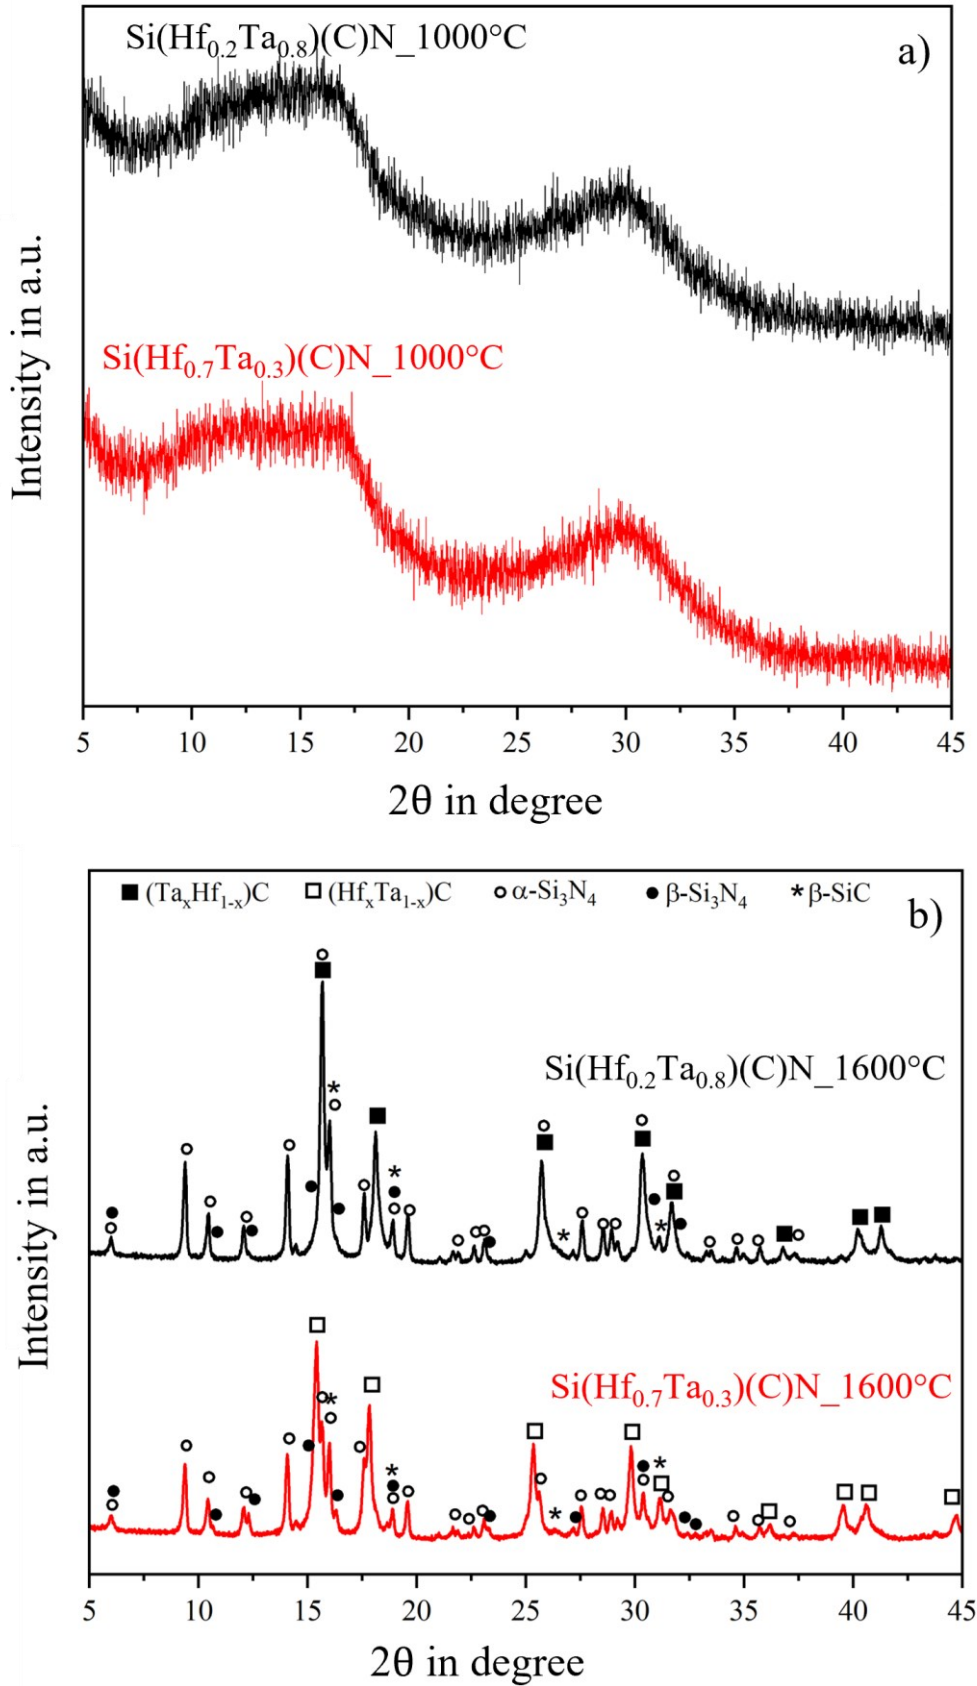 Si(Hf₀.₂Ta₀.₈)(C)N_1000°C
a)
Si(Hf₀.₇Ta₀.₃)(C)N_1000°C
Intensity in a.u.
5 10 15 20 25 30 35 40 45
2θ in degree
■ (TaₓHf₁₋ₓ)C □ (HfₓTa₁₋ₓ)C ○ α-Si₃N₄ ● β-Si₃N₄ * β-SiC
b)
Si(Hf₀.₂Ta₀.₈)(C)N_1600°C
Si(Hf₀.₇Ta₀.₃)(C)N_1600°C
Intensity in a.u.
5 10 15 20 25 30 35 40 45
2θ in degree